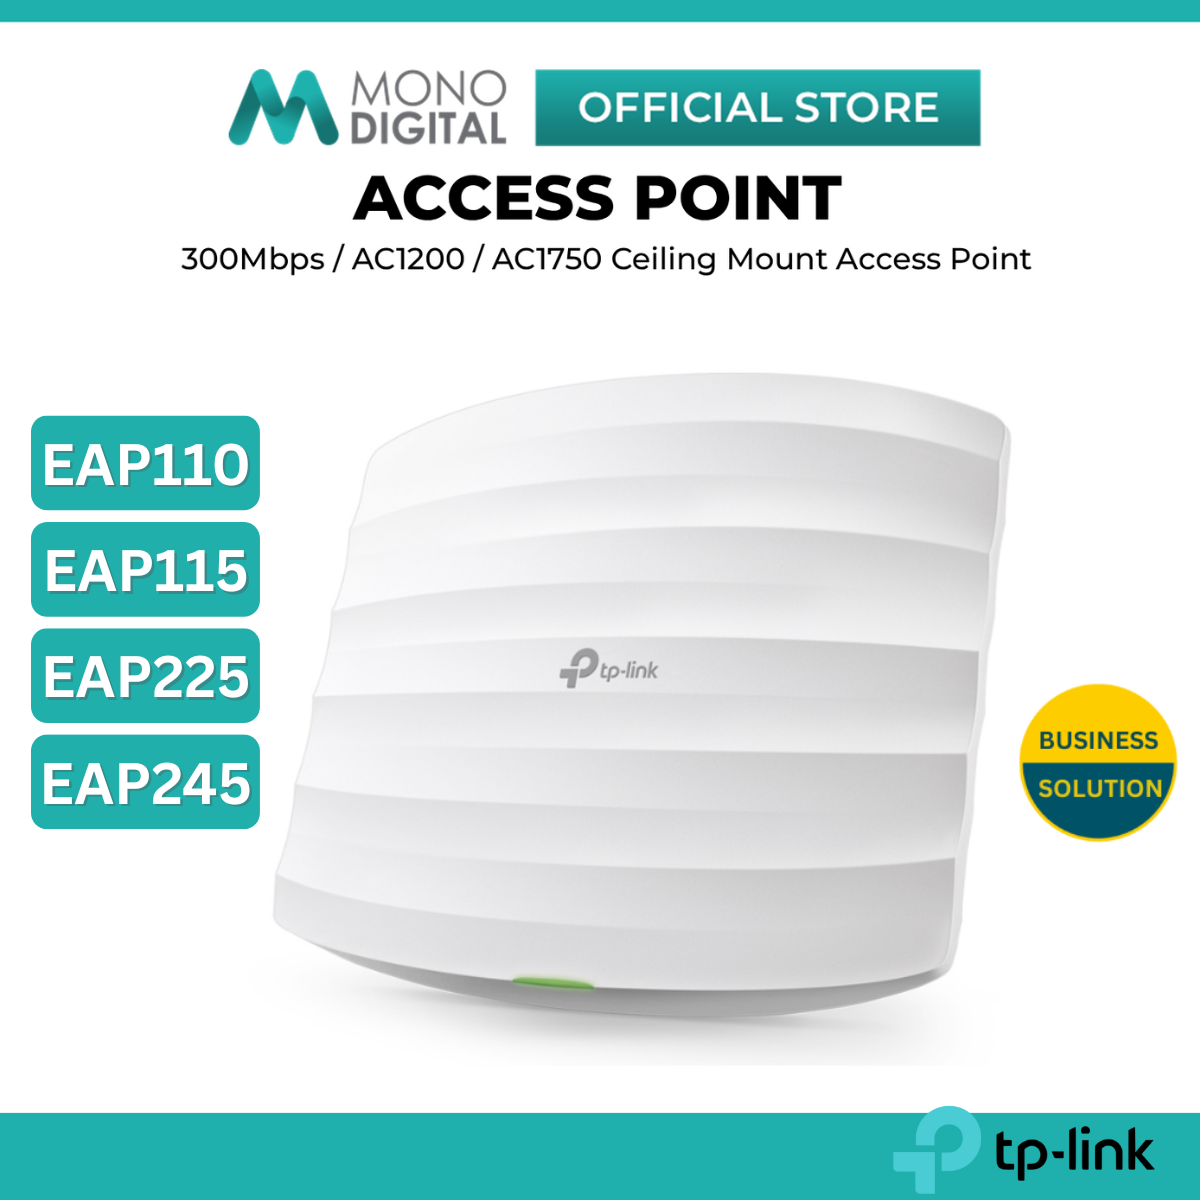 MONO
DIGITAL
OFFICIAL STORE
ACCESS POINT
300Mbps / AC1200 / AC1750 Ceiling Mount Access Point
EAP110
EAP115
EAP225
EAP245
tp-link
BUSINESS
SOLUTION
tp-link